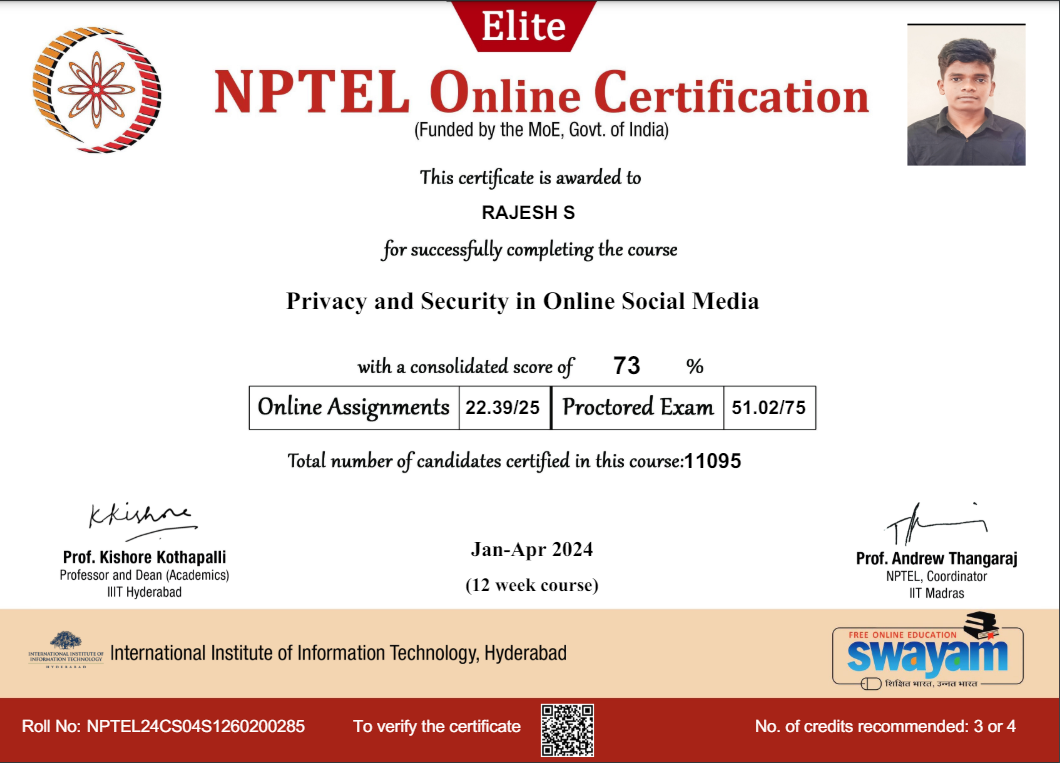 Elite
NPTEL Online Certification
(Funded by the MoE, Govt. of India)
This certificate is awarded to
RAJESH S
for successfully completing the course
Privacy and Security in Online Social Media
with a consolidated score of 73 %
Online Assignments 22.39/25 Proctored Exam 51.02/75
Total number of candidates certified in this course:11095
Kkishore
Prof. Kishore Kothapalli
Professor and Dean (Academics)
IIIT Hyderabad
Jan-Apr 2024
(12 week course)
Prof. Andrew Thangaraj
NPTEL, Coordinator
IIT Madras
INTERNATIONAL INSTITUTE OF
INFORMATION TECHNOLOGY
HYDERABAD
International Institute of Information Technology, Hyderabad
FREE ONLINE EDUCATION
swayam
शिक्षित भारत, उन्नत भारत
Roll No: NPTEL24CS04S1260200285 To verify the certificate No. of credits recommended: 3 or 4